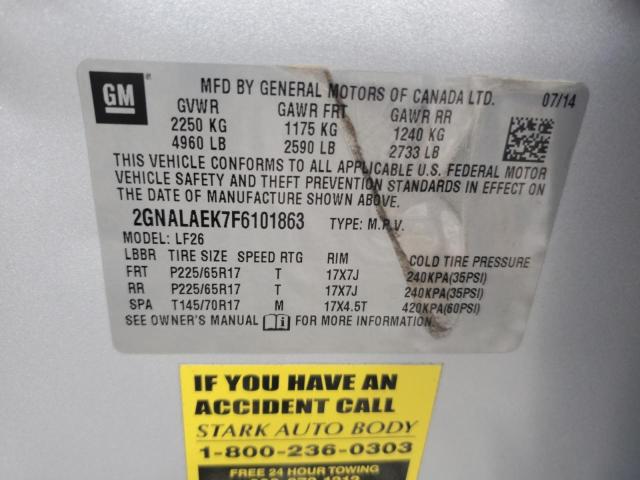 GM
MFD BY GENERAL MOTORS OF CANADA LTD. 07/14
GVWR GAWR FRT GAWR RR
2250 KG 1175 KG 1240 KG
4960 LB 2590 LB 2733 LB
THIS VEHICLE CONFORMS TO ALL APPLICABLE U.S. FEDERAL MOTOR
VEHICLE SAFETY AND THEFT PREVENTION STANDARDS IN EFFECT ON
THE DATE OF MANUFACTURE SHOWN ABOVE.
2GNALAEK7F6101863 TYPE: M.P.V.
MODEL: LF26
LBBR TIRE SIZE SPEED RTG RIM COLD TIRE PRESSURE
FRT P225/65R17 T 17X7J 240KPA(35PSI)
RR P225/65R17 T 17X7J 240KPA(35PSI)
SPA T145/70R17 M 17X4.5T 420KPA(60PSI)
SEE OWNER'S MANUAL i FOR MORE INFORMATION
IF YOU HAVE AN
ACCIDENT CALL
STARK AUTO BODY
1-800-236-0303
FREE 24 HOUR TOWING